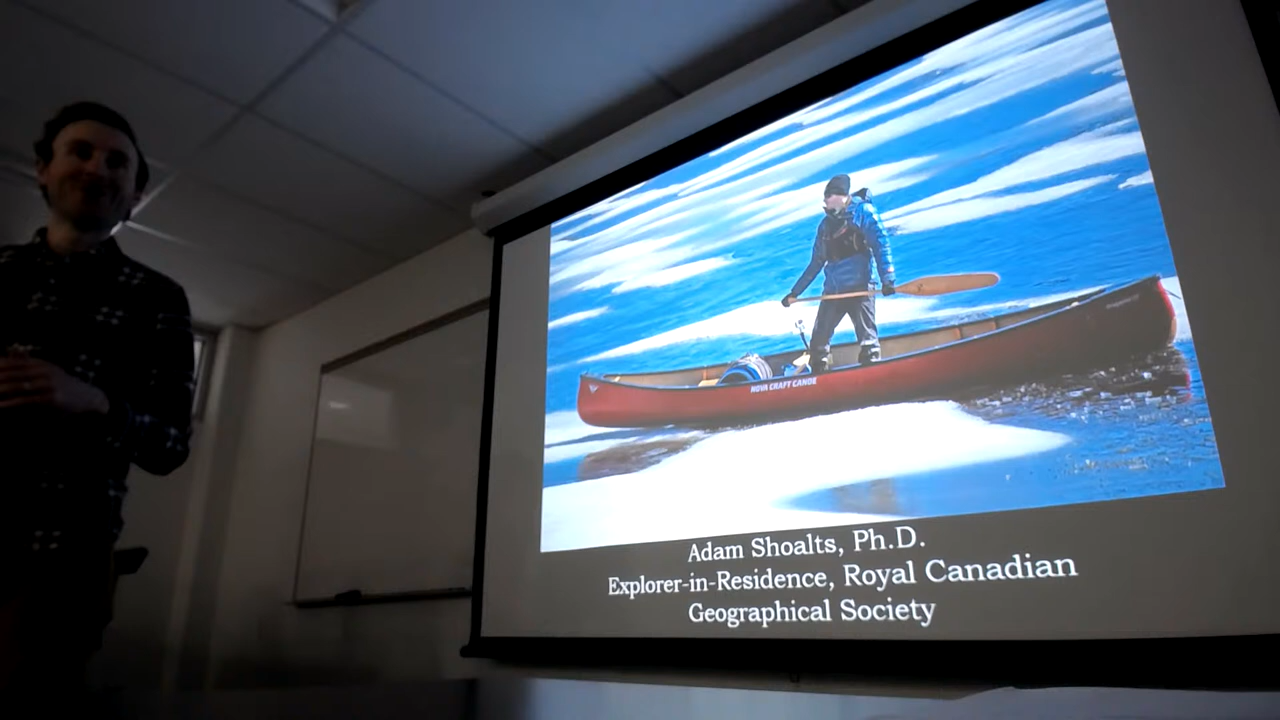 NOVA CRAFT CANOE
Adam Shoalts, Ph.D.
Explorer-in-Residence, Royal Canadian
Geographical Society